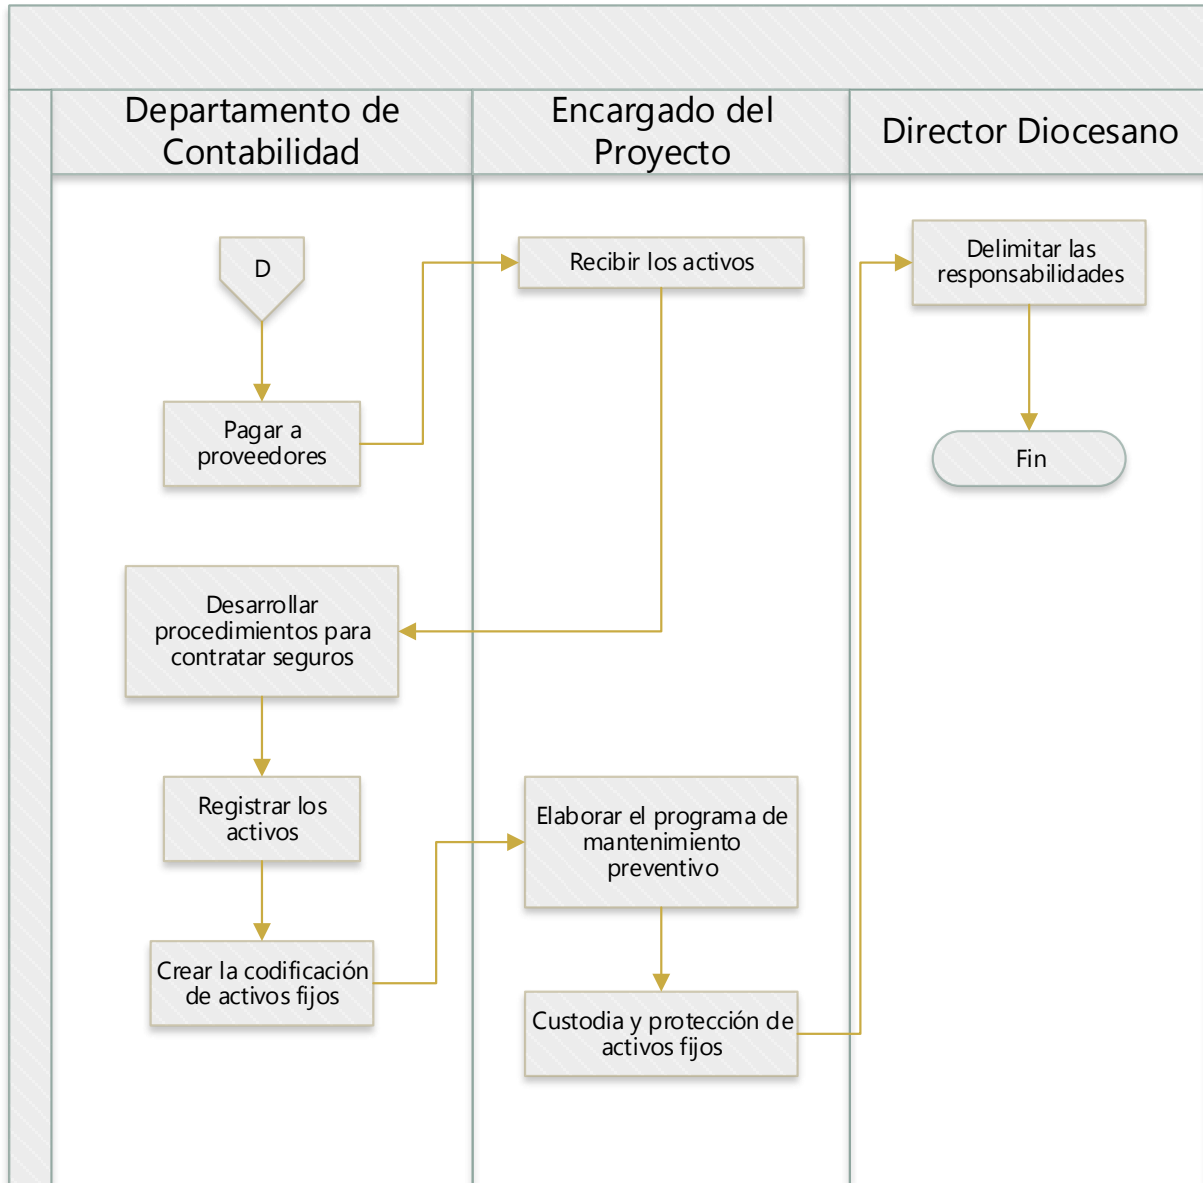 Departamento de
Contabilidad
Encargado del
Proyecto
Director Diocesano
D
Recibir los activos
Delimitar las
responsabilidades
Pagar a
proveedores
Fin
Desarrollar
procedimientos para
contratar seguros
Registrar los
activos
Elaborar el programa de
mantenimiento
preventivo
Crear la codificación
de activos fijos
Custodia y protección de
activos fijos